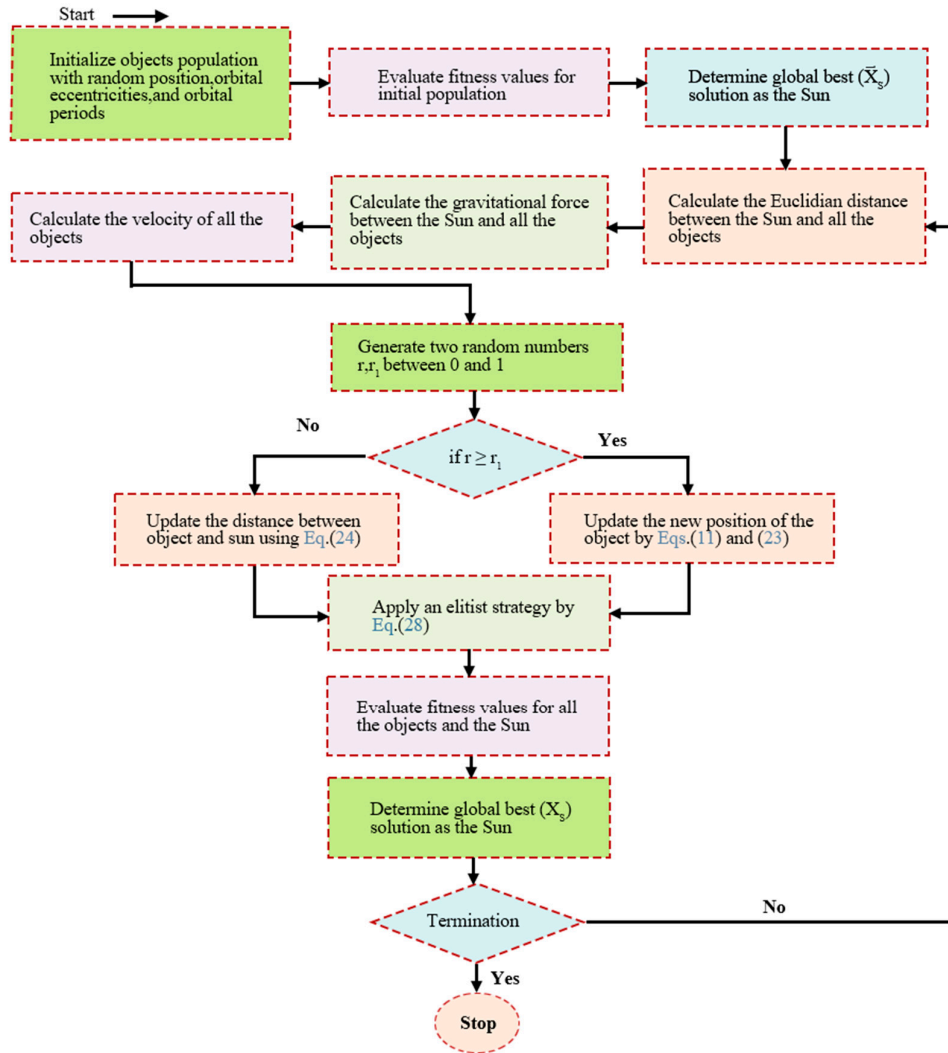 Start
Initialize objects population
with random position,orbital
eccentricities,and orbital
periods
Evaluate fitness values for
initial population
Determine global best (X̄ₛ)
solution as the Sun
Calculate the Euclidian distance
between the Sun and all the
objects
Calculate the gravitational force
between the Sun and all the
objects
Calculate the velocity of all the
objects
Generate two random numbers
r,r₁ between 0 and 1
if r ≥ r₁
No
Yes
Update the distance between
object and sun using Eq.(24)
Update the new position of the
object by Eqs.(11) and (23)
Apply an elitist strategy by
Eq.(28)
Evaluate fitness values for all
the objects and the Sun
Determine global best (Xₛ)
solution as the Sun
Termination
No
Yes
Stop